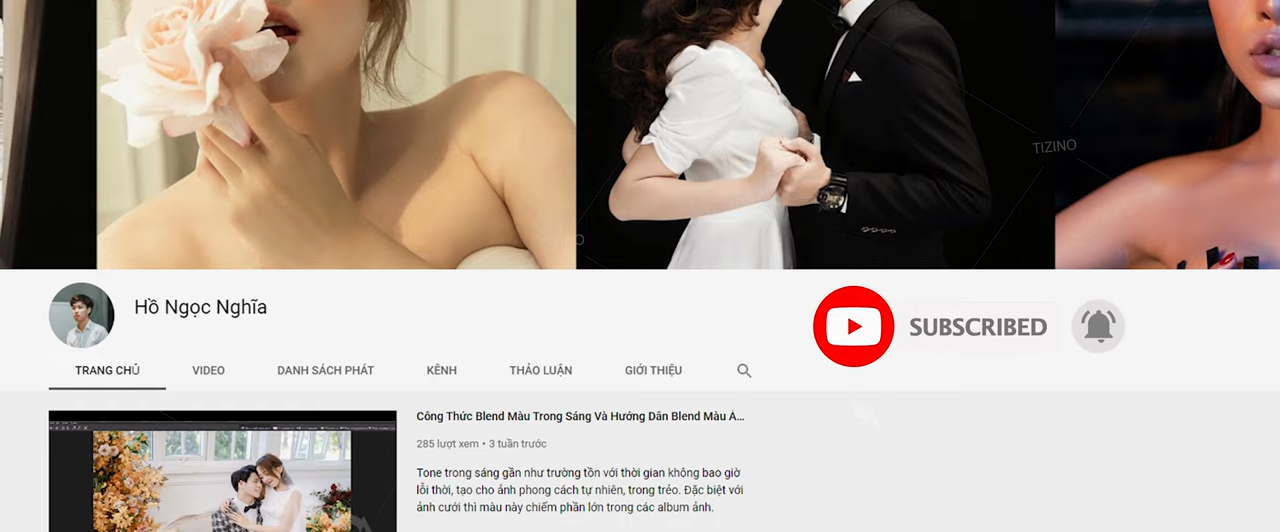 TIZINO
Hồ Ngọc Nghĩa
SUBSCRIBED
TRANG CHỦ VIDEO DANH SÁCH PHÁT KÊNH THẢO LUẬN GIỚI THIỆU
Công Thức Blend Màu Trong Sáng Và Hướng Dẫn Blend Màu Ả...
285 lượt xem • 3 tuần trước
Tone trong sáng gần như trường tồn với thời gian không bao giờ
lỗi thời, tạo cho ảnh phong cách tự nhiên, trong trẻo. Đặc biệt với
ảnh cưới thì màu này chiếm phần lớn trong các album ảnh.